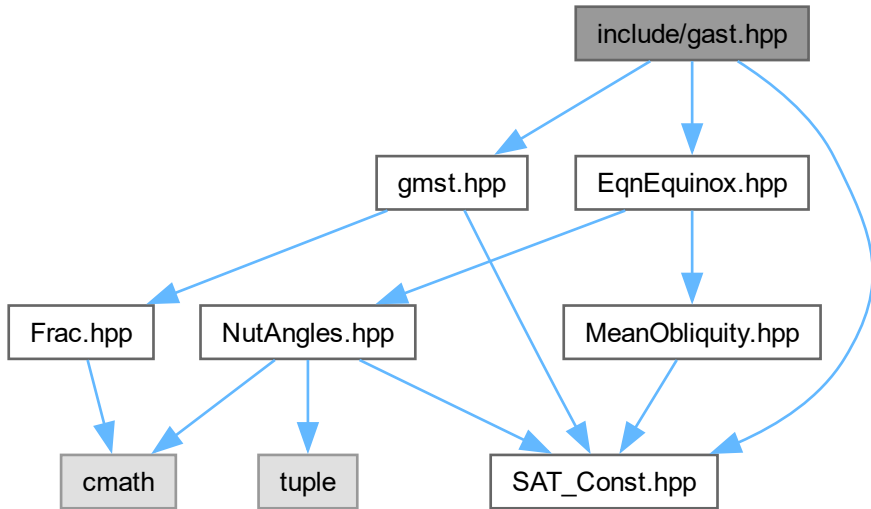 include/gast.hpp
gmst.hpp
EqnEquinox.hpp
Frac.hpp
NutAngles.hpp
MeanObliquity.hpp
cmath
tuple
SAT_Const.hpp